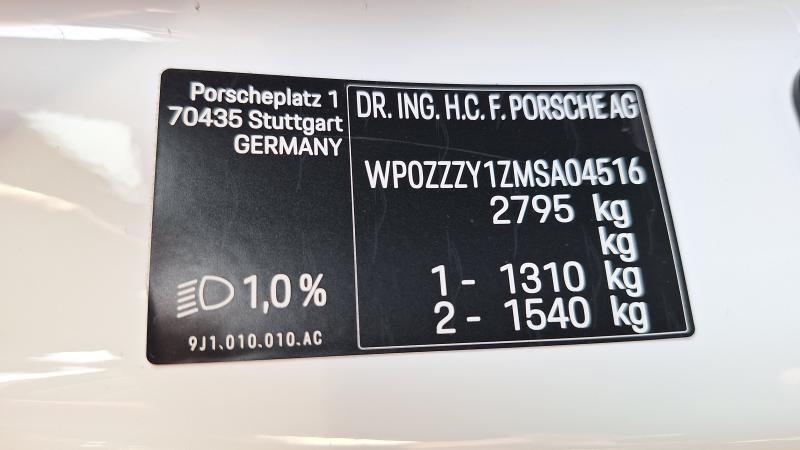 Porscheplatz 1
70435 Stuttgart
GERMANY
1,0 %
9J1.010.010.AC
DR. ING. H.C. F. PORSCHE AG
WP0ZZZY1ZMSA04516
2795 kg
kg
1 - 1310 kg
2 - 1540 kg